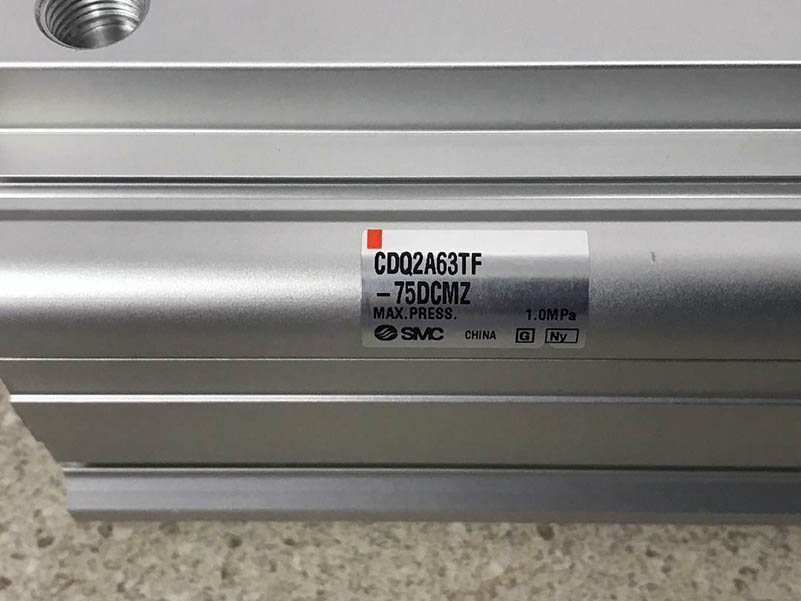 CDQ2A63TF
-75DCMZ
MAX.PRESS. 1.0MPa
SMC CHINA G Ny